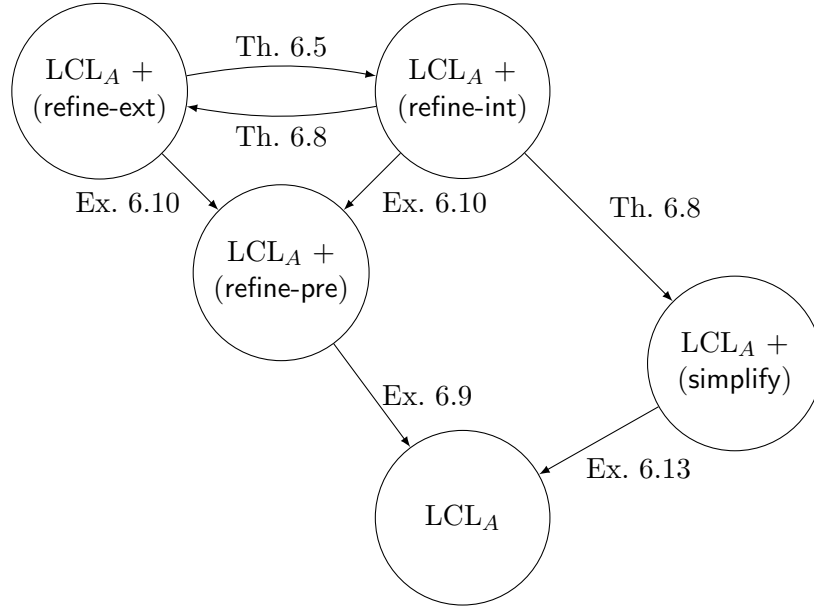 LCL_A +
(refine-ext)
Th. 6.5
Th. 6.8
LCL_A +
(refine-int)
Ex. 6.10
Ex. 6.10
Th. 6.8
LCL_A +
(refine-pre)
LCL_A +
(simplify)
Ex. 6.9
Ex. 6.13
LCL_A